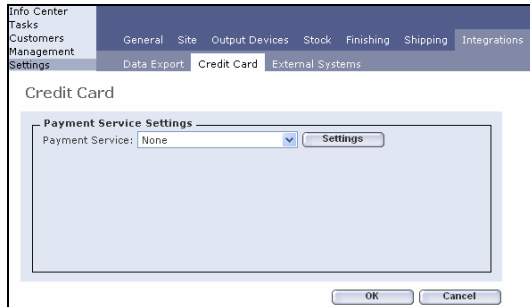 Info Center
Tasks
Customers
Management
Settings
General Site Output Devices Stock Finishing Shipping Integrations
Data Export Credit Card External Systems
Credit Card
Payment Service Settings
Payment Service: None Settings
OK Cancel